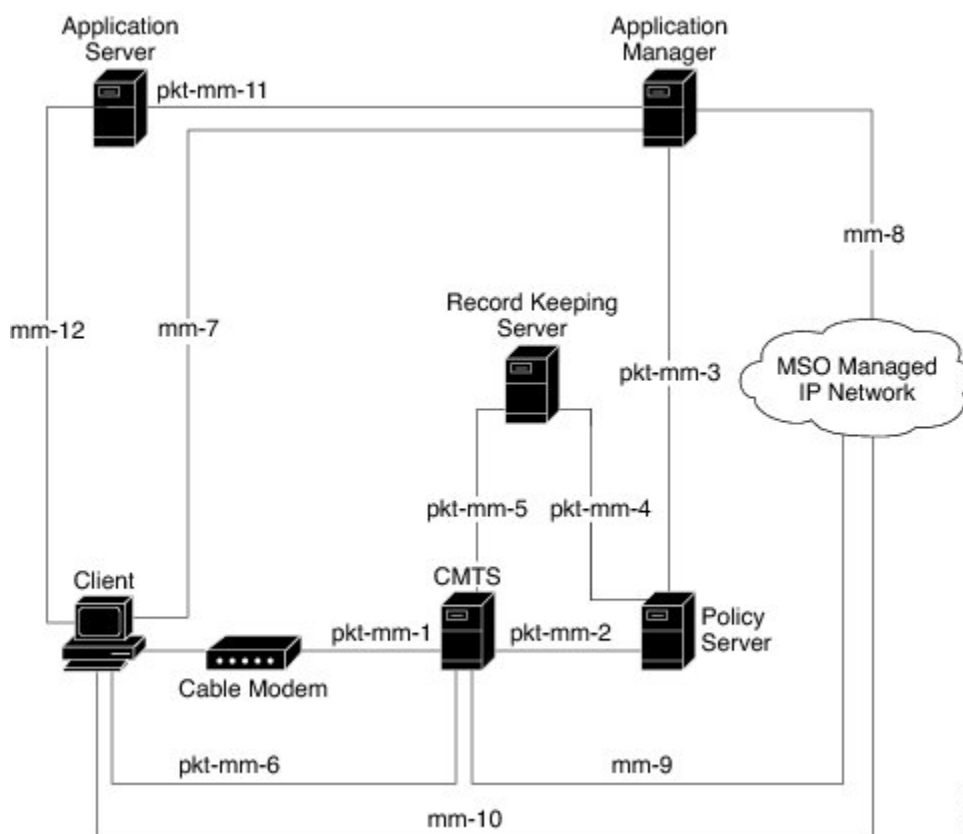 Application
Server
Application
Manager
pkt-mm-11
mm-8
mm-12
mm-7
Record Keeping
Server
pkt-mm-3
MSO Managed
IP Network
pkt-mm-5
pkt-mm-4
Client
CMTS
pkt-mm-1
pkt-mm-2
Policy
Server
Cable Modem
pkt-mm-6
mm-9
mm-10